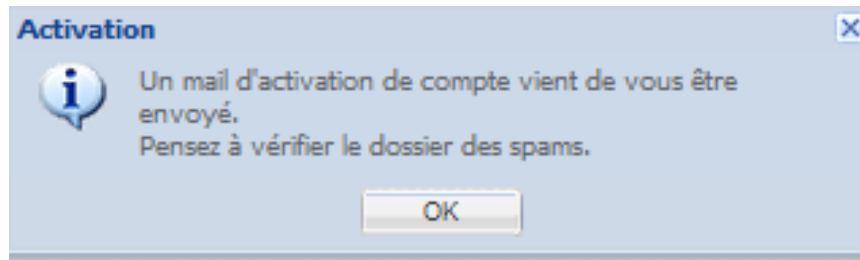 Activation
Un mail d'activation de compte vient de vous être
envoyé.
Pensez à vérifier le dossier des spams.
OK